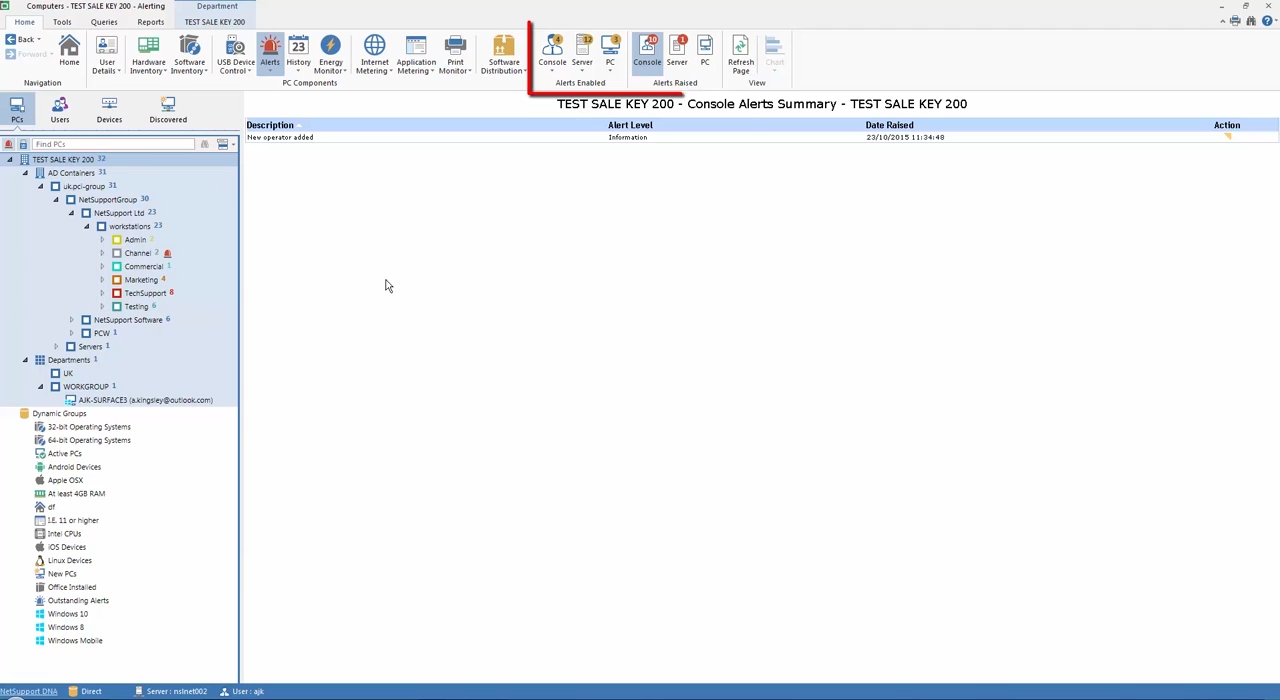 Computers - TEST SALE KEY 200 - Alerting
Department
Home Tools Queries Reports TEST SALE KEY 200
Back
Forward
Home
User Details
Hardware Inventory
Software Inventory
USB Device Control
Alerts
23
History
Energy Monitor
Internet Metering
Application Metering
Print Monitor
Software Distribution
4
Console
12
Server
3
PC
10
Console
1
Server
PC
Refresh Page
Chart
Navigation PC Components Alerts Enabled Alerts Raised View
PCs Users Devices Discovered
Find PCs
TEST SALE KEY 200 - Console Alerts Summary - TEST SALE KEY 200
Description Alert Level Date Raised Action
New operator added Information 23/10/2015 11:34:48
TEST SALE KEY 200 32
AD Containers 31
uk.pci-group 31
NetSupportGroup 30
NetSupport Ltd 23
workstations 23
Admin 2
Channel 2
Commercial 1
Marketing 4
TechSupport 8
Testing 6
NetSupport Software 6
PCW 1
Servers 1
Departments 1
UK
WORKGROUP 1
AJK-SURFACE3 (a.kingsley@outlook.com)
Dynamic Groups
32-bit Operating Systems
64-bit Operating Systems
Active PCs
Android Devices
Apple OSX
At least 4GB RAM
df
I.E. 11 or higher
Intel CPUs
iOS Devices
Linux Devices
New PCs
Office Installed
Outstanding Alerts
Windows 10
Windows 8
Windows Mobile
NetSupport DNA Direct Server : nslnet002 User : ajk